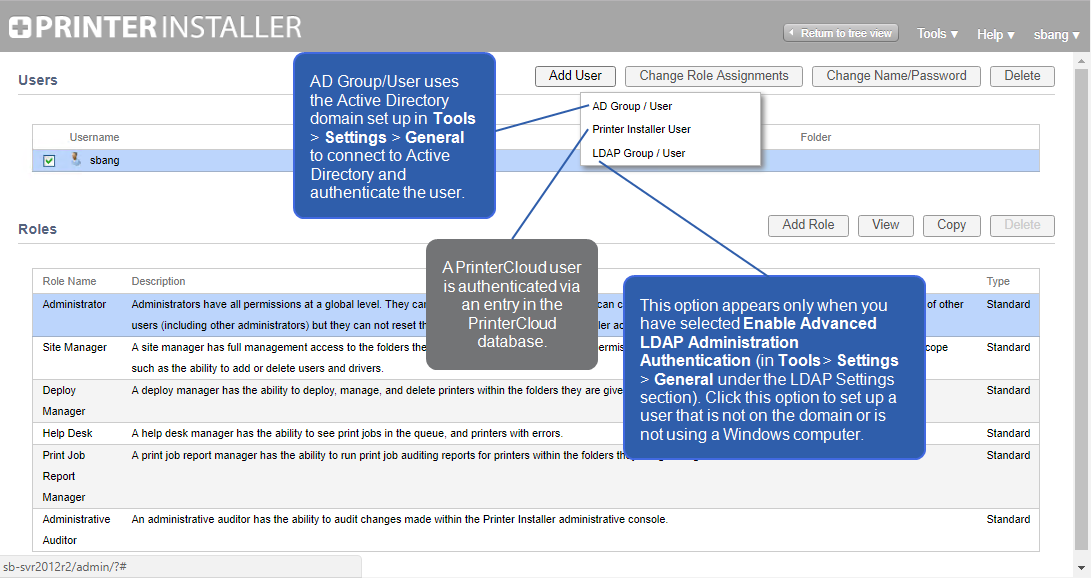 PRINTER INSTALLER
Return to tree view
Tools ▾
Help ▾
sbang ▾
Users
Add User
Change Role Assignments
Change Name/Password
Delete
AD Group / User
Printer Installer User
LDAP Group / User
Username
Folder
sbang
AD Group/User uses
the Active Directory
domain set up in Tools
> Settings > General
to connect to Active
Directory and
authenticate the user.
Roles
Add Role
View
Copy
Delete
A PrinterCloud user
is authenticated via
an entry in the
PrinterCloud
database.
This option appears only when you
have selected Enable Advanced
LDAP Administration
Authentication (in Tools> Settings
> General under the LDAP Settings
section). Click this option to set up a
user that is not on the domain or is
not using a Windows computer.
Role Name
Description
Type
Administrator
Administrators have all permissions at a global level. They can
can c
of other
Standard
users (including other administrators) but they can not reset th
ler ac
Site Manager
A site manager has full management access to the folders the
permis
cope
Standard
such as the ability to add or delete users and drivers.
Deploy
Manager
A deploy manager has the ability to deploy, manage, and delete printers within the folders they are give
Standard
Help Desk
A help desk manager has the ability to see print jobs in the queue, and printers with errors.
Standard
Print Job
Report
Manager
A print job report manager has the ability to run print job auditing reports for printers within the folders the
Standard
Administrative
Auditor
An administrative auditor has the ability to audit changes made within the Printer Installer administrative console.
Standard
sb-svr2012r2/admin/?#